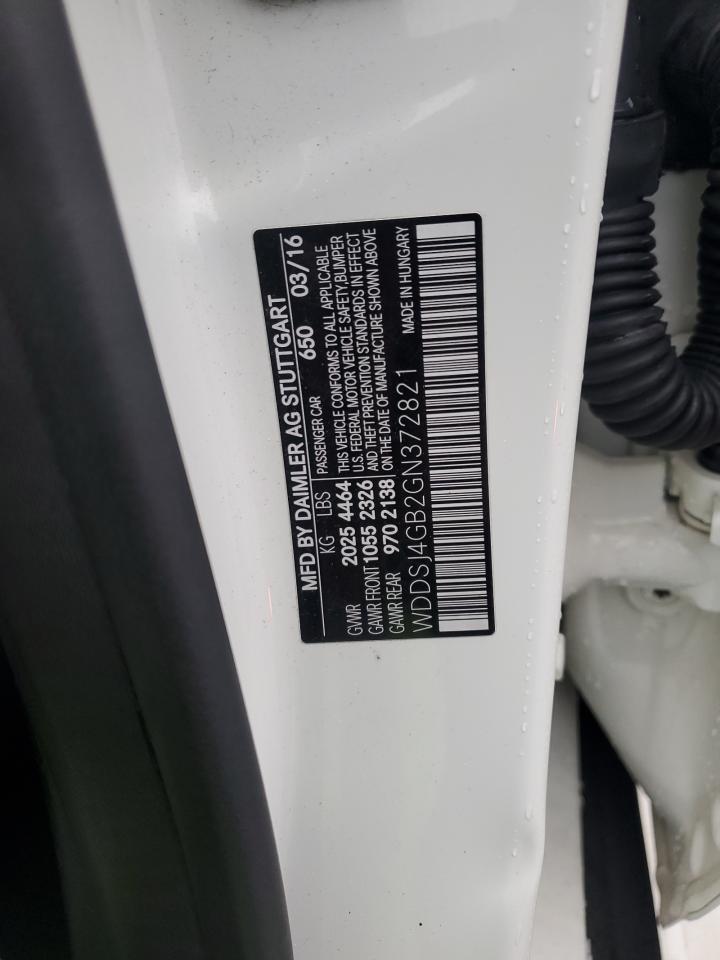 MFD BY DAIMLER AG STUTTGART
650 03/16
KG LBS PASSENGER CAR
GVWR 2025 4464
GAWR FRONT 1055 2326
GAWR REAR 970 2138
THIS VEHICLE CONFORMS TO ALL APPLICABLE
U.S. FEDERAL MOTOR VEHICLE SAFETY,BUMPER
AND THEFT PREVENTION STANDARDS IN EFFECT
ON THE DATE OF MANUFACTURE SHOWN ABOVE
WDDSJ4GB2GN372821 MADE IN HUNGARY